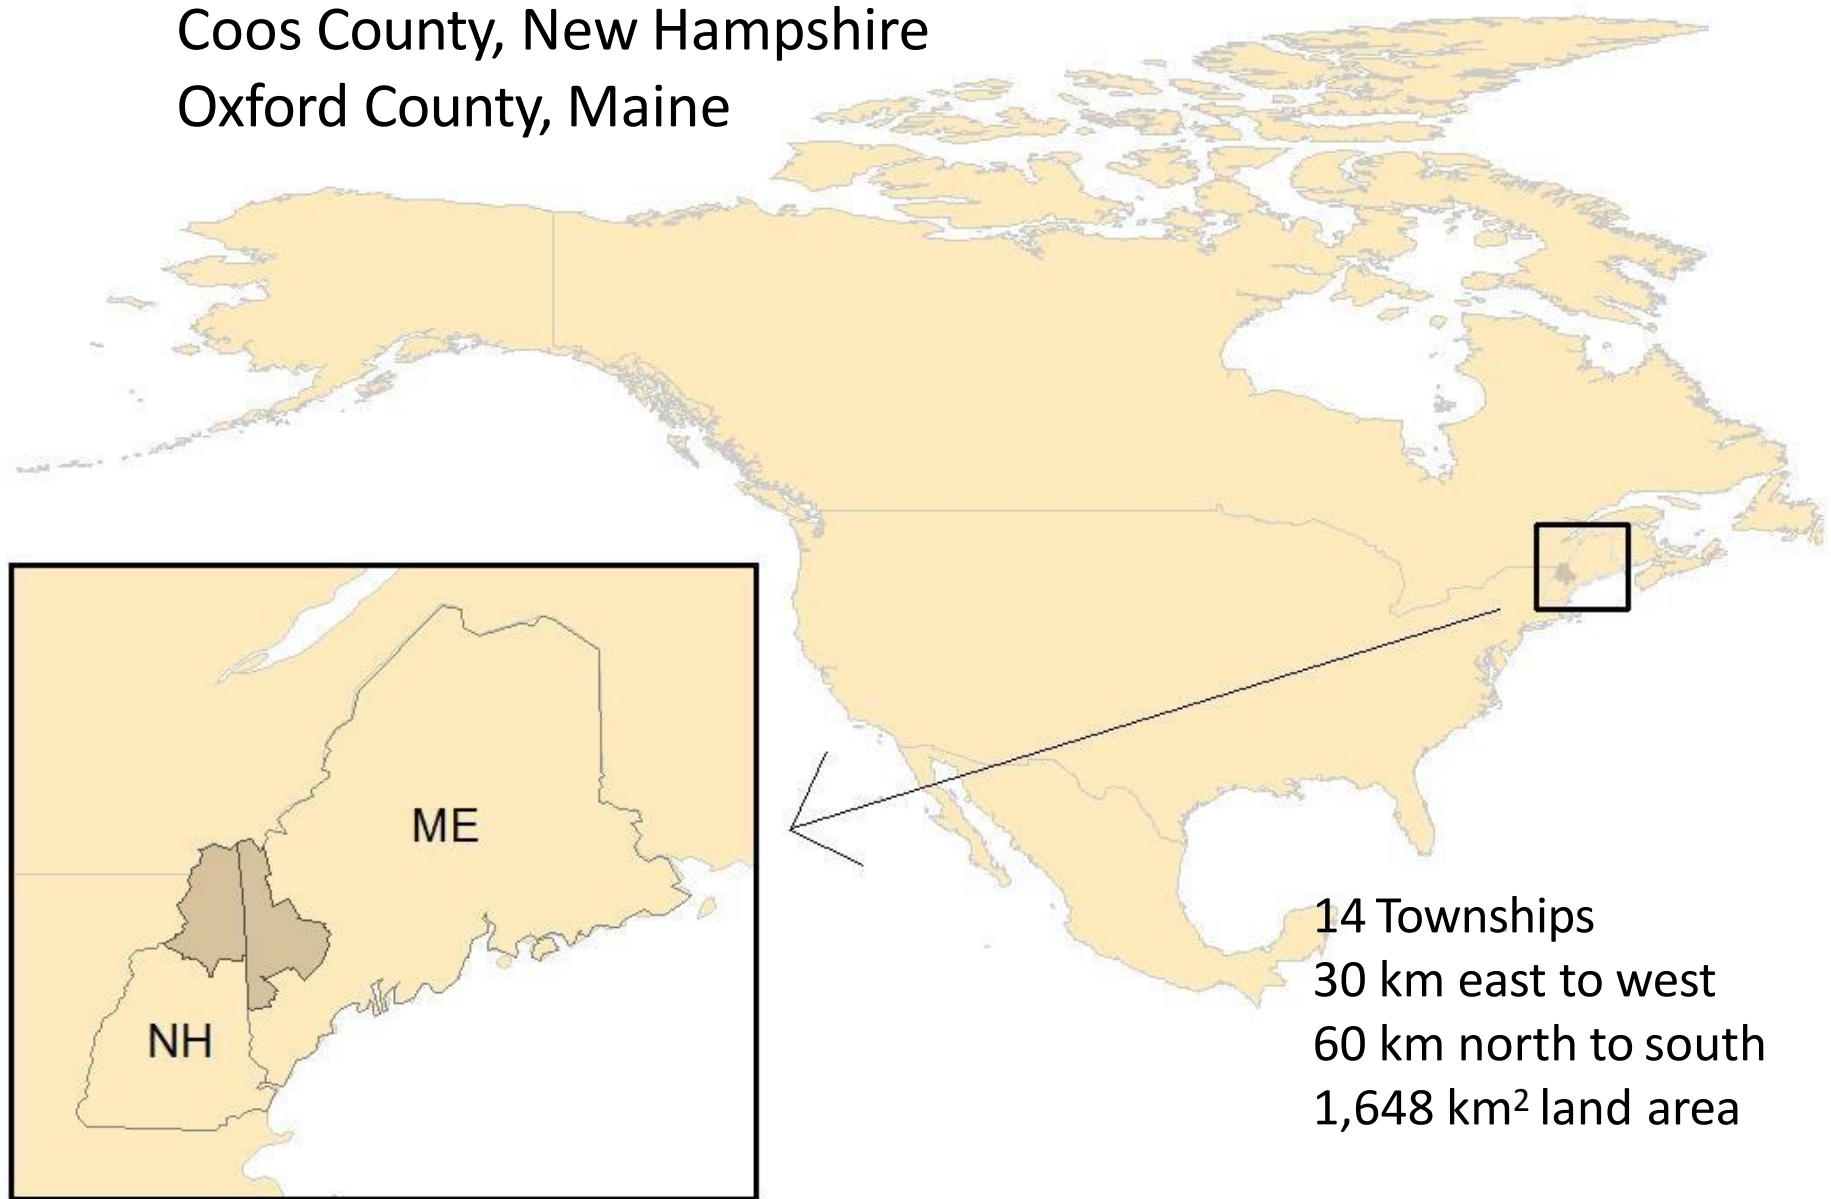 Coos County, New Hampshire
Oxford County, Maine
ME
NH
14 Townships
30 km east to west
60 km north to south
1,648 km² land area